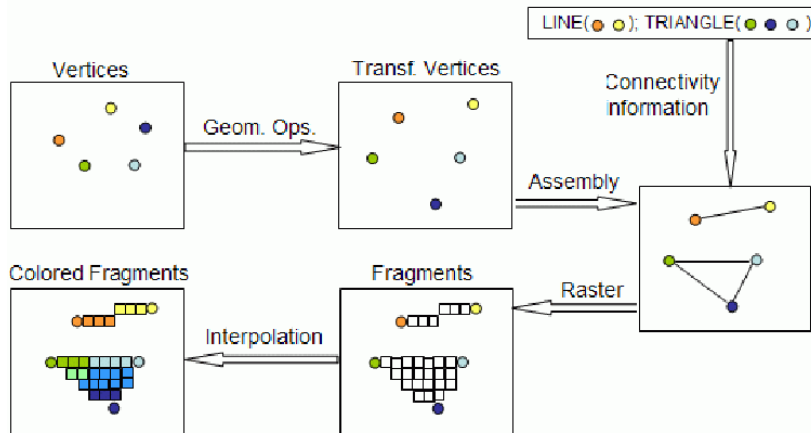 LINE( ); TRIANGLE( )
Vertices
Transf. Vertices
Connectivity
information
Geom. Ops.
Assembly
Colored Fragments
Fragments
Raster
Interpolation